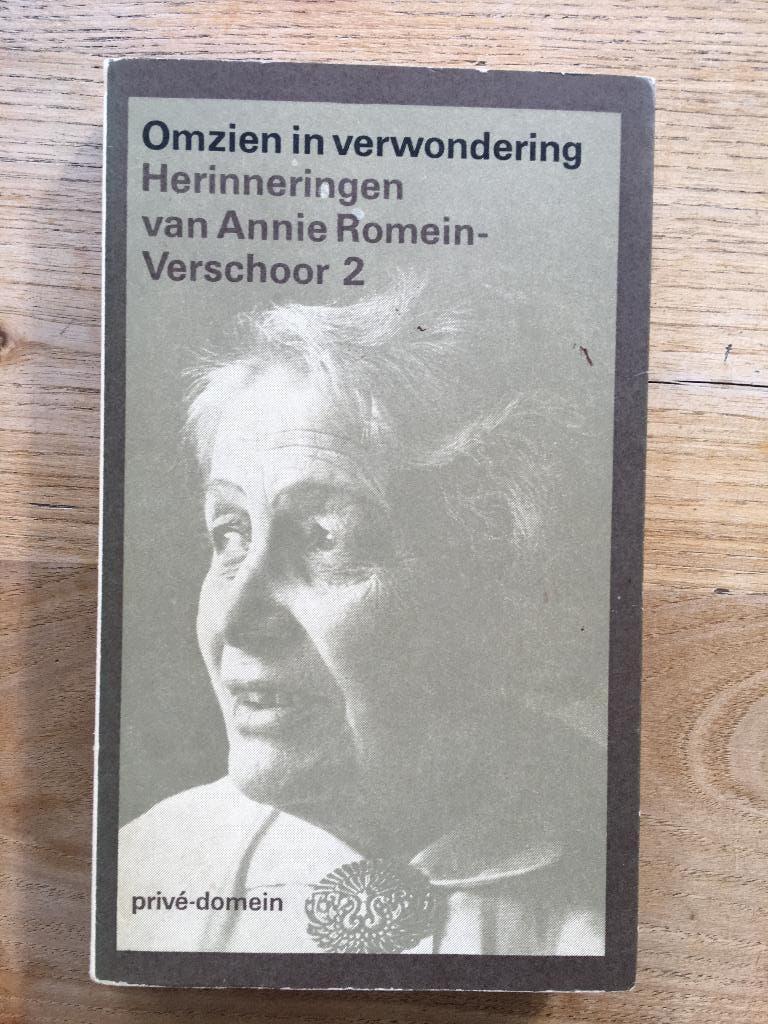 Omzien in verwondering
Herinneringen
van Annie Romein-
Verschoor 2
privé-domein